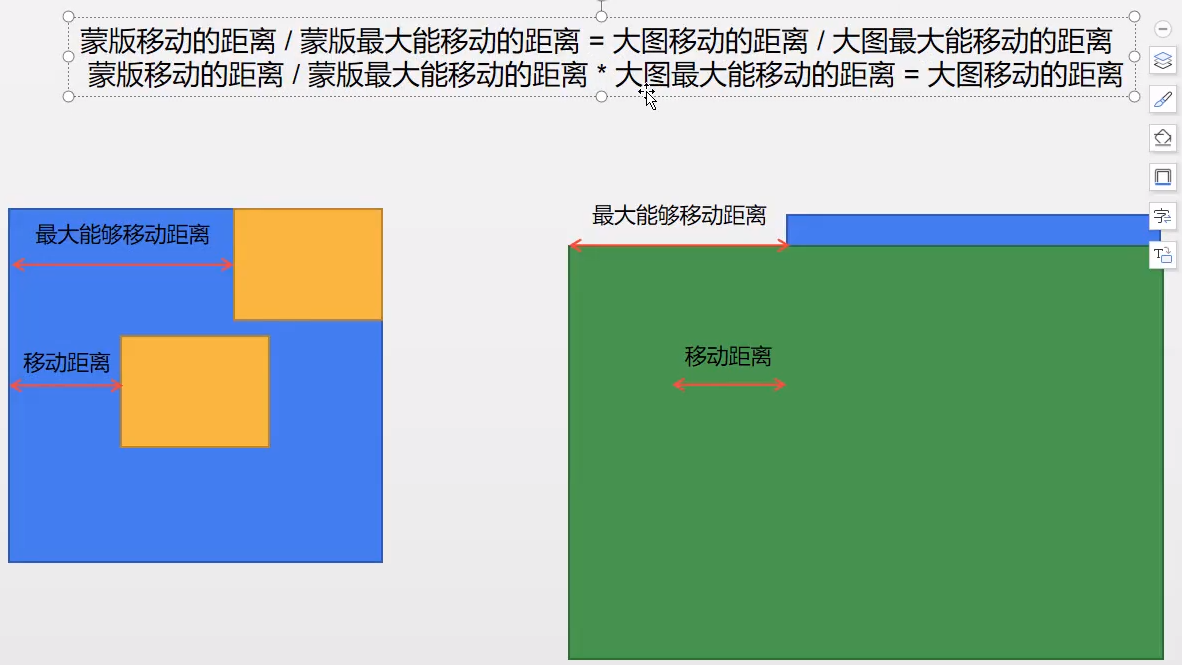 蒙版移动的距离 / 蒙版最大能移动的距离 = 大图移动的距离 / 大图最大能移动的距离
蒙版移动的距离 / 蒙版最大能移动的距离 * 大图最大能移动的距离 = 大图移动的距离
最大能够移动距离
移动距离
最大能够移动距离
移动距离
字
T